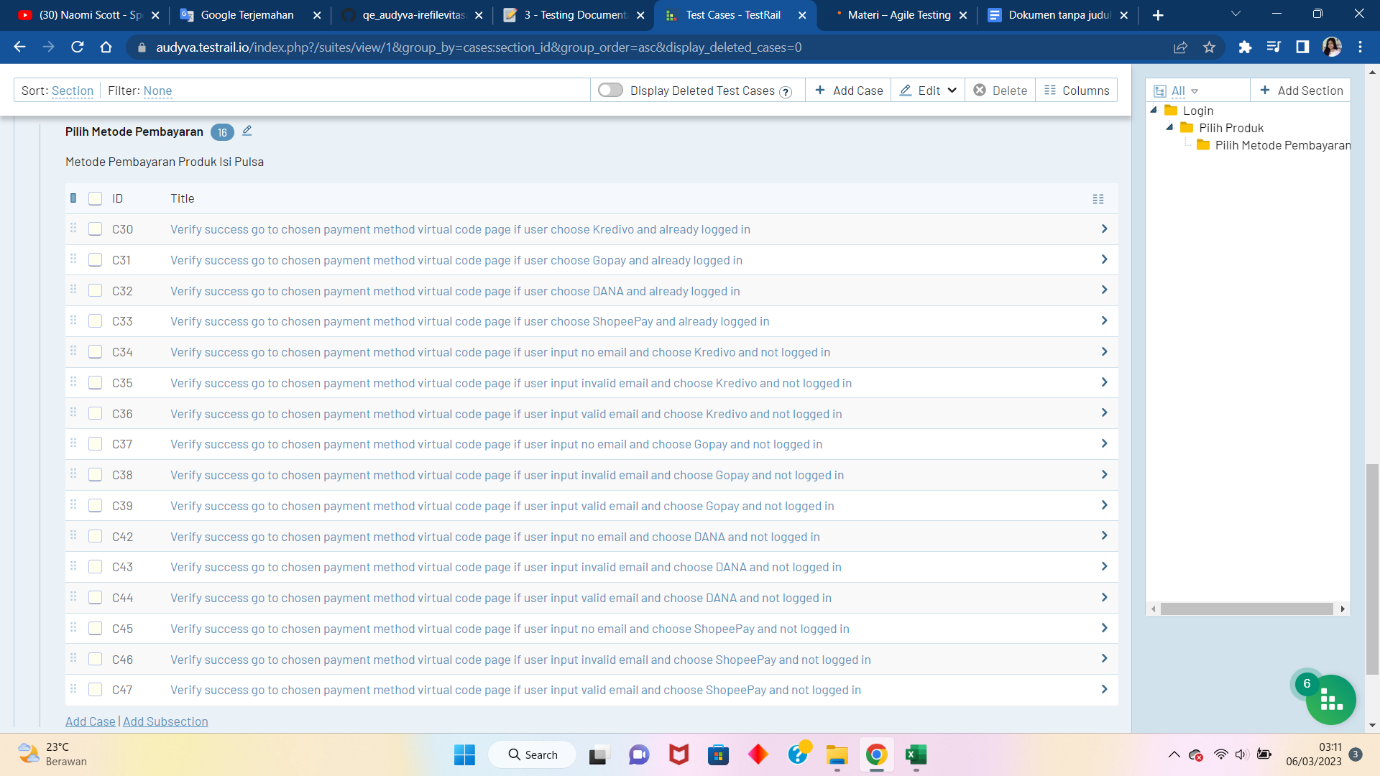 (30) Naomi Scott - Sp
Google Terjemahan
qe_audyva-irefilevitas
3 - Testing Documenta
Test Cases - TestRail
Materi – Agile Testing
Dokumen tanpa judu
audyva.testrail.io/index.php?/suites/view/1&group_by=cases:section_id&group_order=asc&display_deleted_cases=0
Sort: Section Filter: None
Display Deleted Test Cases ?
+ Add Case
Edit
Delete
Columns
All
+ Add Section
Login
Pilih Produk
Pilih Metode Pembayaran
Pilih Metode Pembayaran 16
Metode Pembayaran Produk Isi Pulsa
ID Title
C30 Verify success go to chosen payment method virtual code page if user choose Kredivo and already logged in
C31 Verify success go to chosen payment method virtual code page if user choose Gopay and already logged in
C32 Verify success go to chosen payment method virtual code page if user choose DANA and already logged in
C33 Verify success go to chosen payment method virtual code page if user choose ShopeePay and already logged in
C34 Verify success go to chosen payment method virtual code page if user input no email and choose Kredivo and not logged in
C35 Verify success go to chosen payment method virtual code page if user input invalid email and choose Kredivo and not logged in
C36 Verify success go to chosen payment method virtual code page if user input valid email and choose Kredivo and not logged in
C37 Verify success go to chosen payment method virtual code page if user input no email and choose Gopay and not logged in
C38 Verify success go to chosen payment method virtual code page if user input invalid email and choose Gopay and not logged in
C39 Verify success go to chosen payment method virtual code page if user input valid email and choose Gopay and not logged in
C42 Verify success go to chosen payment method virtual code page if user input no email and choose DANA and not logged in
C43 Verify success go to chosen payment method virtual code page if user input invalid email and choose DANA and not logged in
C44 Verify success go to chosen payment method virtual code page if user input valid email and choose DANA and not logged in
C45 Verify success go to chosen payment method virtual code page if user input no email and choose ShopeePay and not logged in
C46 Verify success go to chosen payment method virtual code page if user input invalid email and choose ShopeePay and not logged in
C47 Verify success go to chosen payment method virtual code page if user input valid email and choose ShopeePay and not logged in
Add Case | Add Subsection
6
23°C
Berawan
Search
03:11
06/03/2023
3